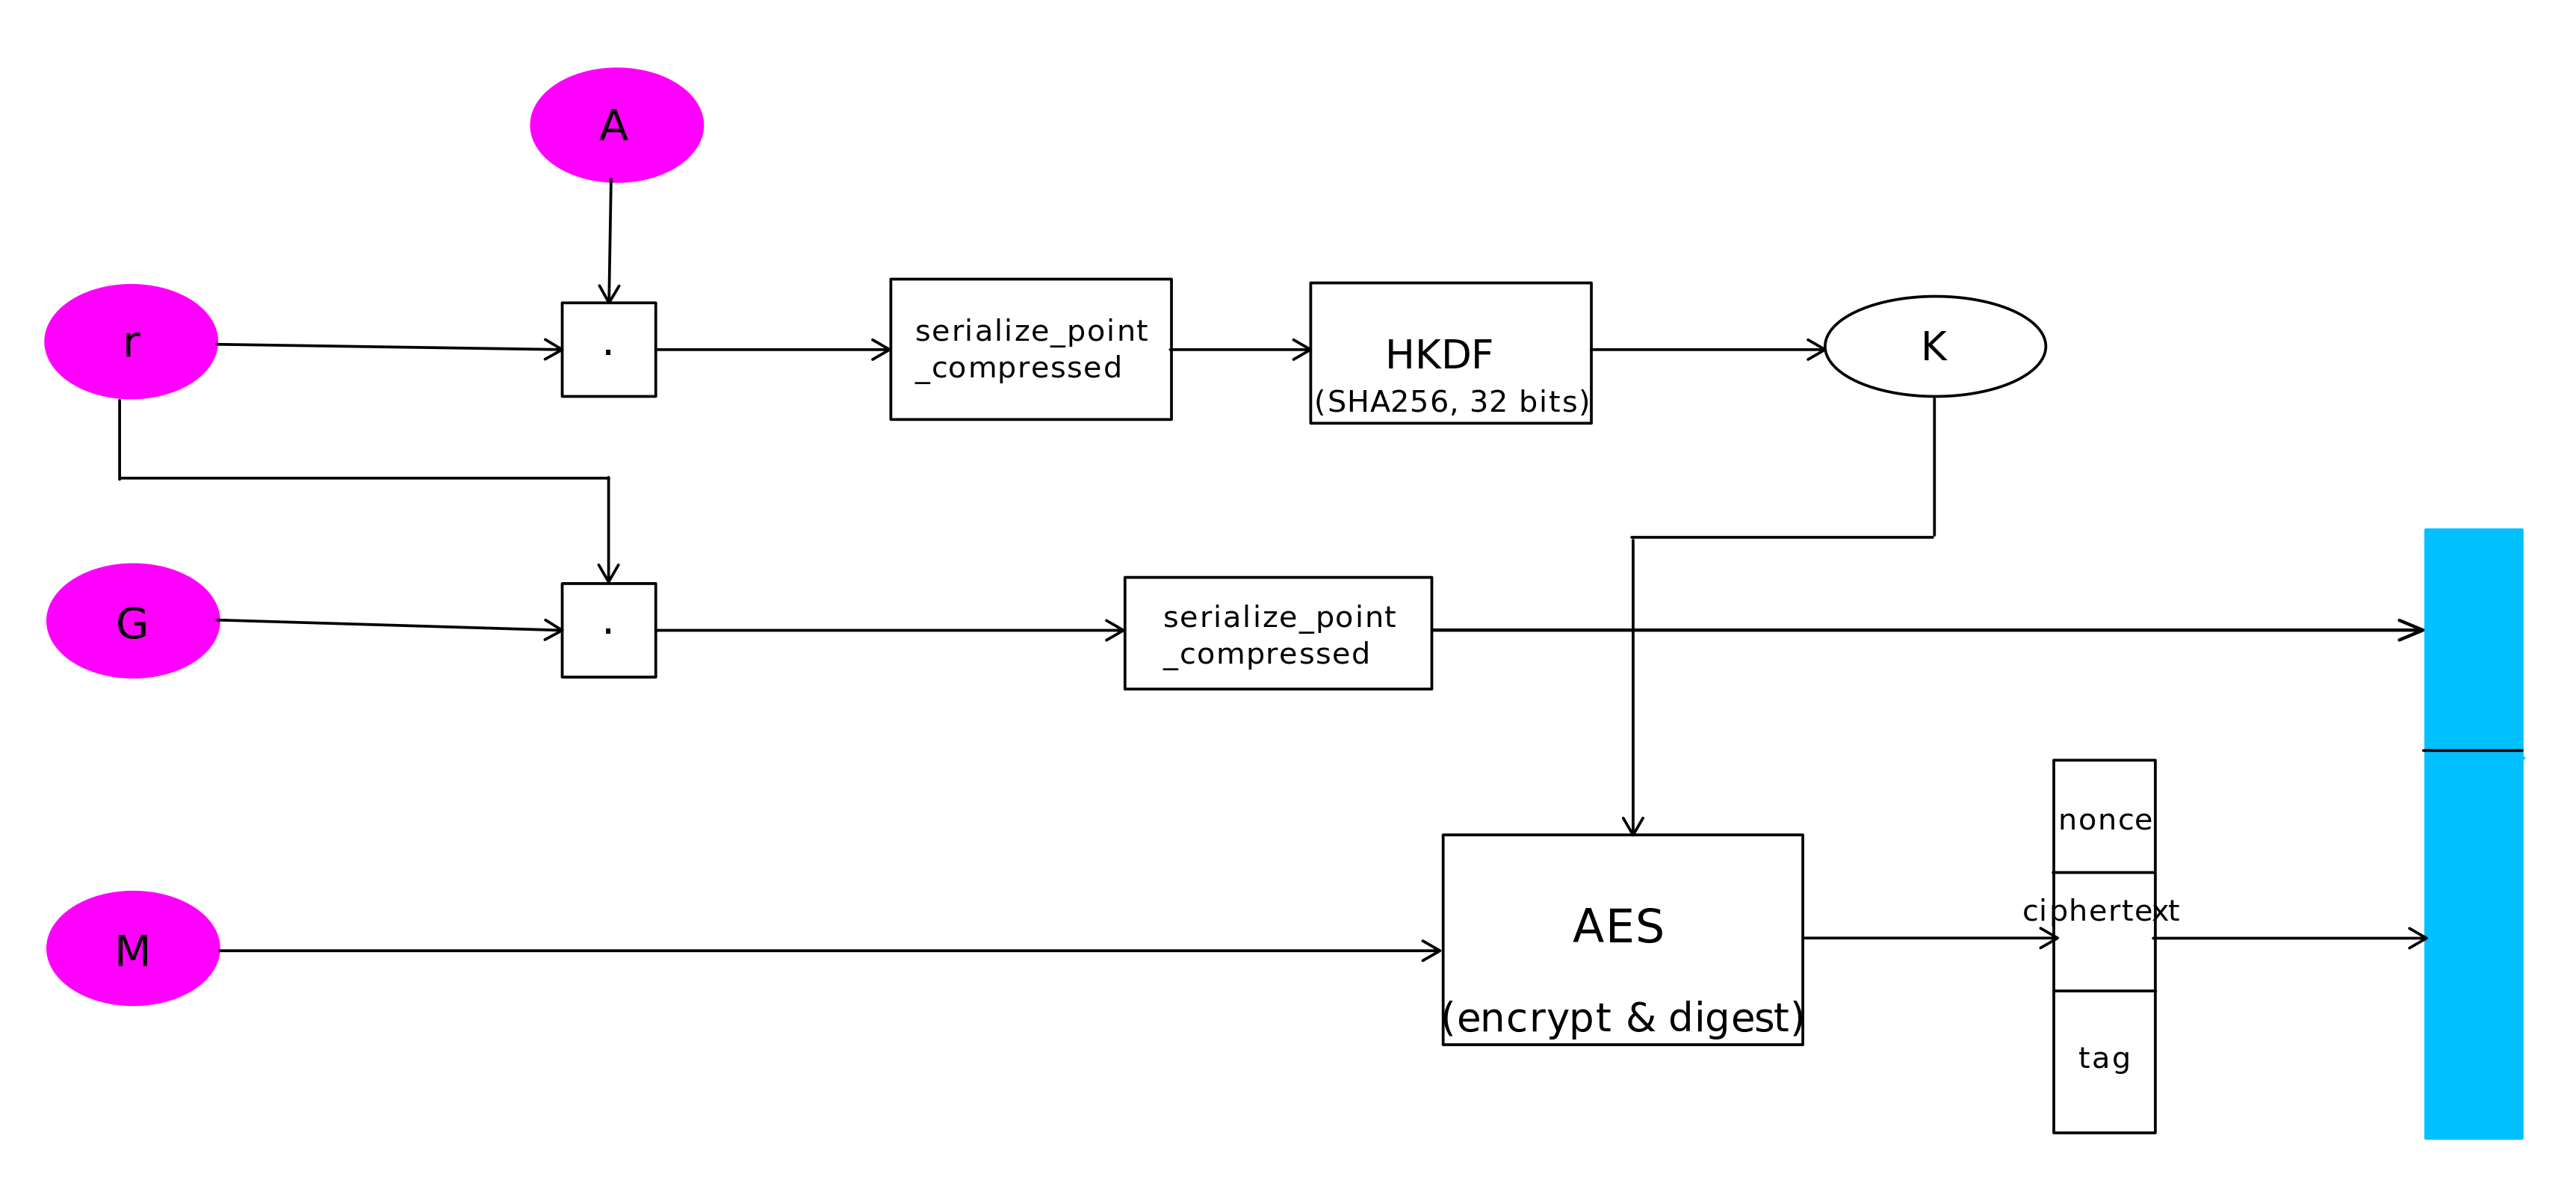 A
r
.
serialize_point
_compressed
HKDF
(SHA256, 32 bits)
K
G
.
serialize_point
_compressed
M
AES
(encrypt & digest)
nonce
ciphertext
tag